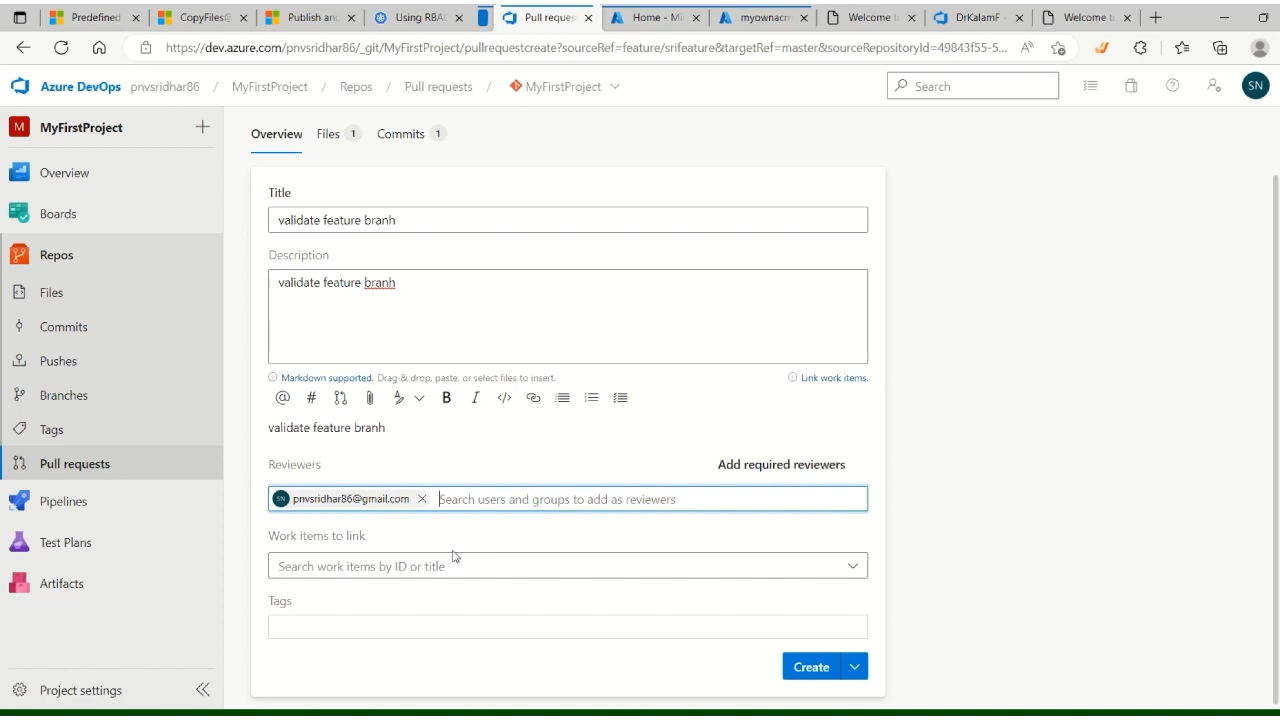 Predefined
CopyFiles@
Publish an
Using RBA
Pull reques
Home - Mi
myownacr
Welcome t
DrKalamF -
Welcome t
https://dev.azure.com/pnvsridhar86/_git/MyFirstProject/pullrequestcreate?sourceRef=feature/srifeature&targetRef=master&sourceRepositoryId=49843f55-5...
Azure DevOps pnvsridhar86 / MyFirstProject / Repos / Pull requests / MyFirstProject
Search
SN
M MyFirstProject
Overview
Boards
Repos
Files
Commits
Pushes
Branches
Tags
Pull requests
Pipelines
Test Plans
Artifacts
Project settings
Overview Files 1 Commits 1
Title
validate feature branh
Description
validate feature branh
Markdown supported. Drag & drop, paste, or select files to insert.
Link work items.
validate feature branh
Reviewers
Add required reviewers
SN pnvsridhar86@gmail.com Search users and groups to add as reviewers
Work items to link
Search work items by ID or title
Tags
Create